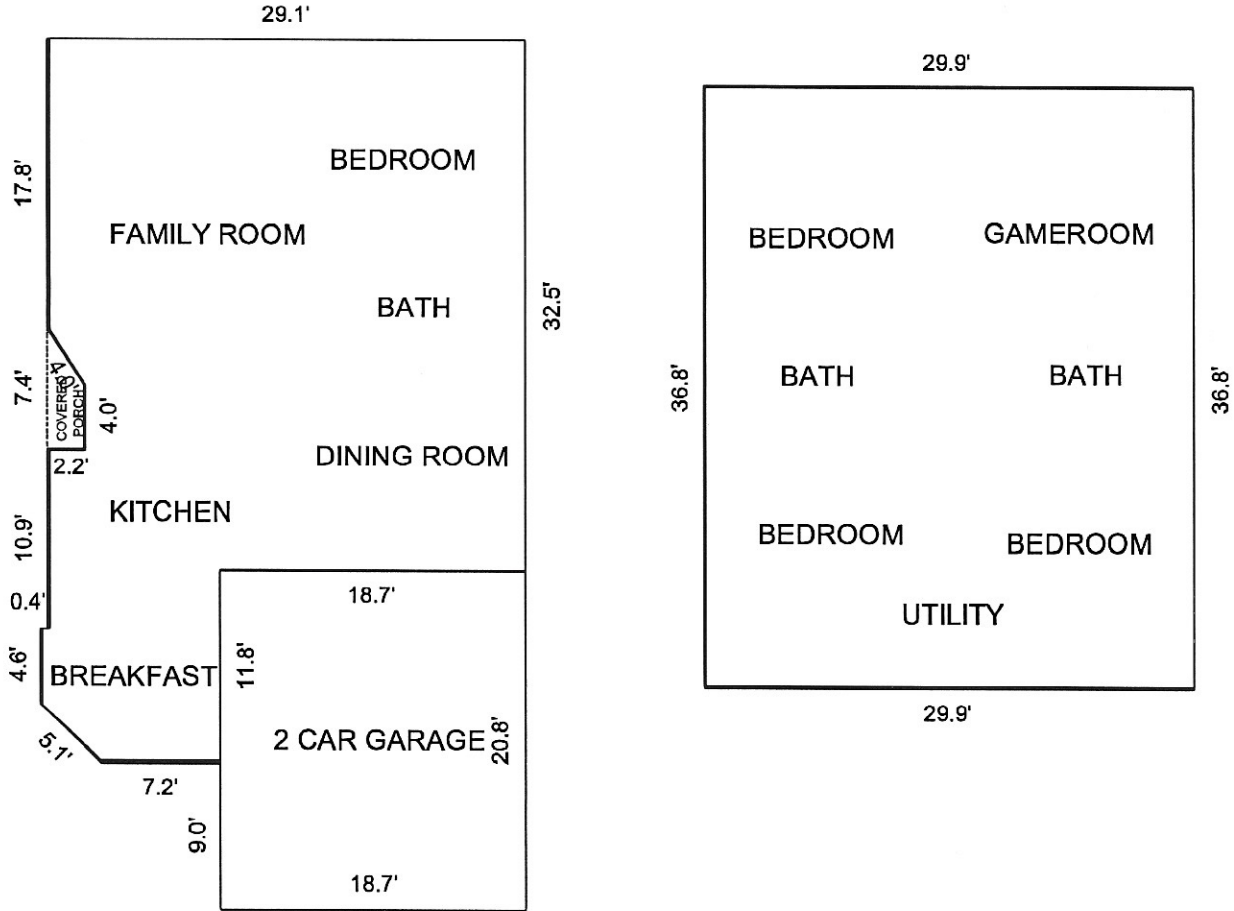 29.1'
BEDROOM
17.8'
FAMILY ROOM
BATH
32.5'
7.4'
COVERED
PORCH
4.0'
2.2'
DINING ROOM
KITCHEN
10.9'
0.4'
18.7'
4.6'
BREAKFAST
11.8'
5.1'
2 CAR GARAGE
20.8'
7.2'
9.0'
18.7'
29.9'
BEDROOM
GAMEROOM
36.8'
BATH
BATH
36.8'
BEDROOM
BEDROOM
UTILITY
29.9'